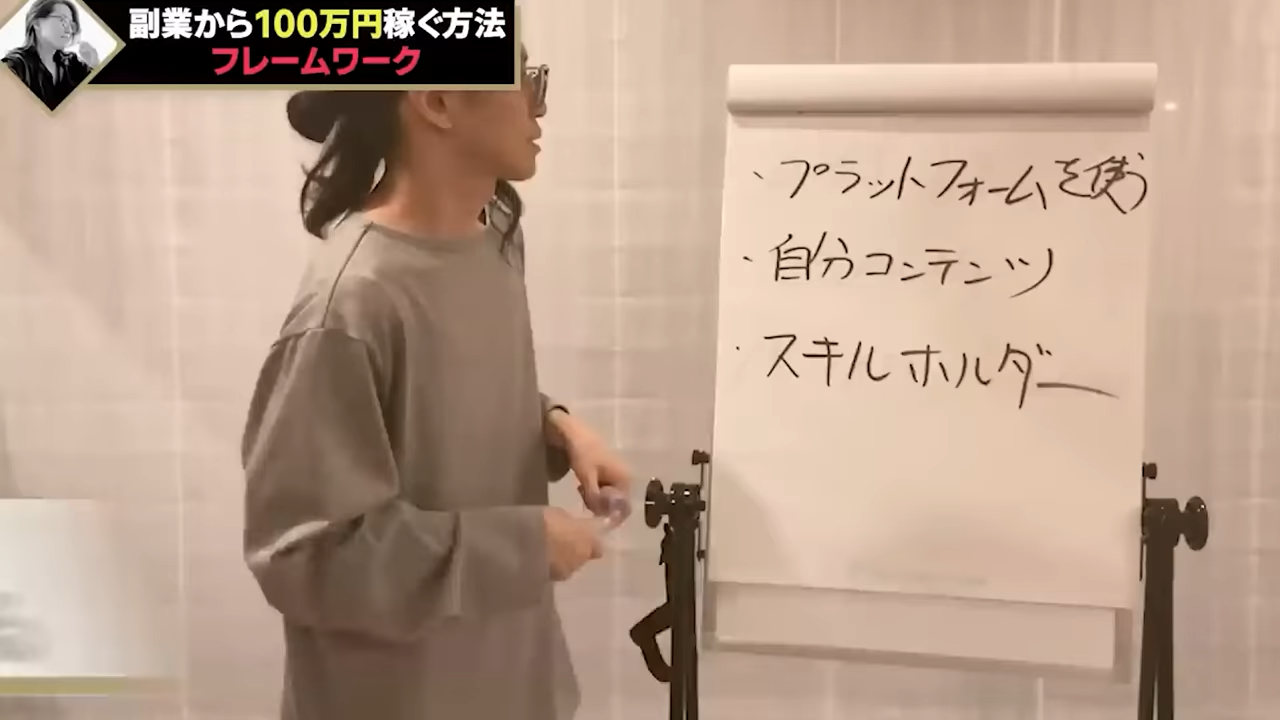 副業から100万円稼ぐ方法
フレームワーク
・プラットフォームを使う
・自分コンテンツ
・スキルホルダー